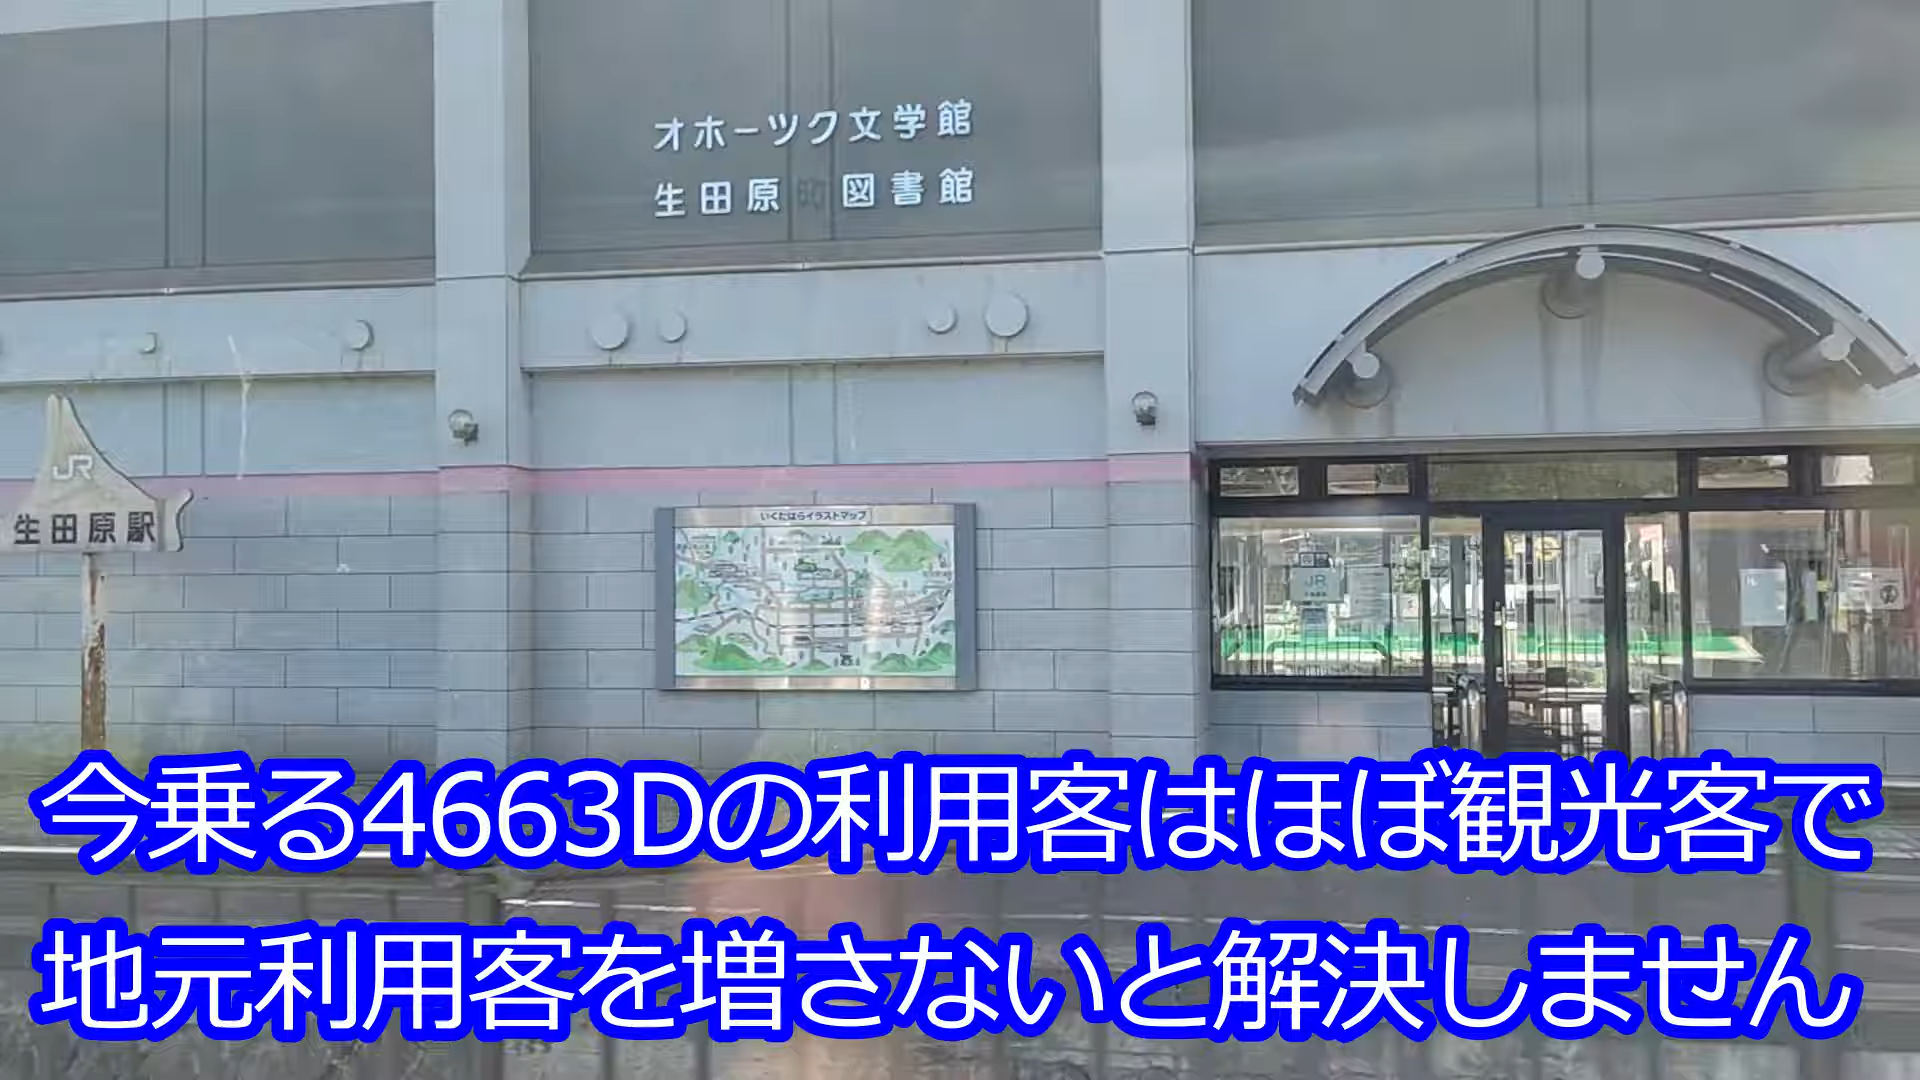 オホーツク文学館
生田原 図書館
JR
生田原駅
いくたはらイラストマップ
JR
今乗る4663Dの利用客はほぼ観光客で
地元利用客を増さないと解決しません